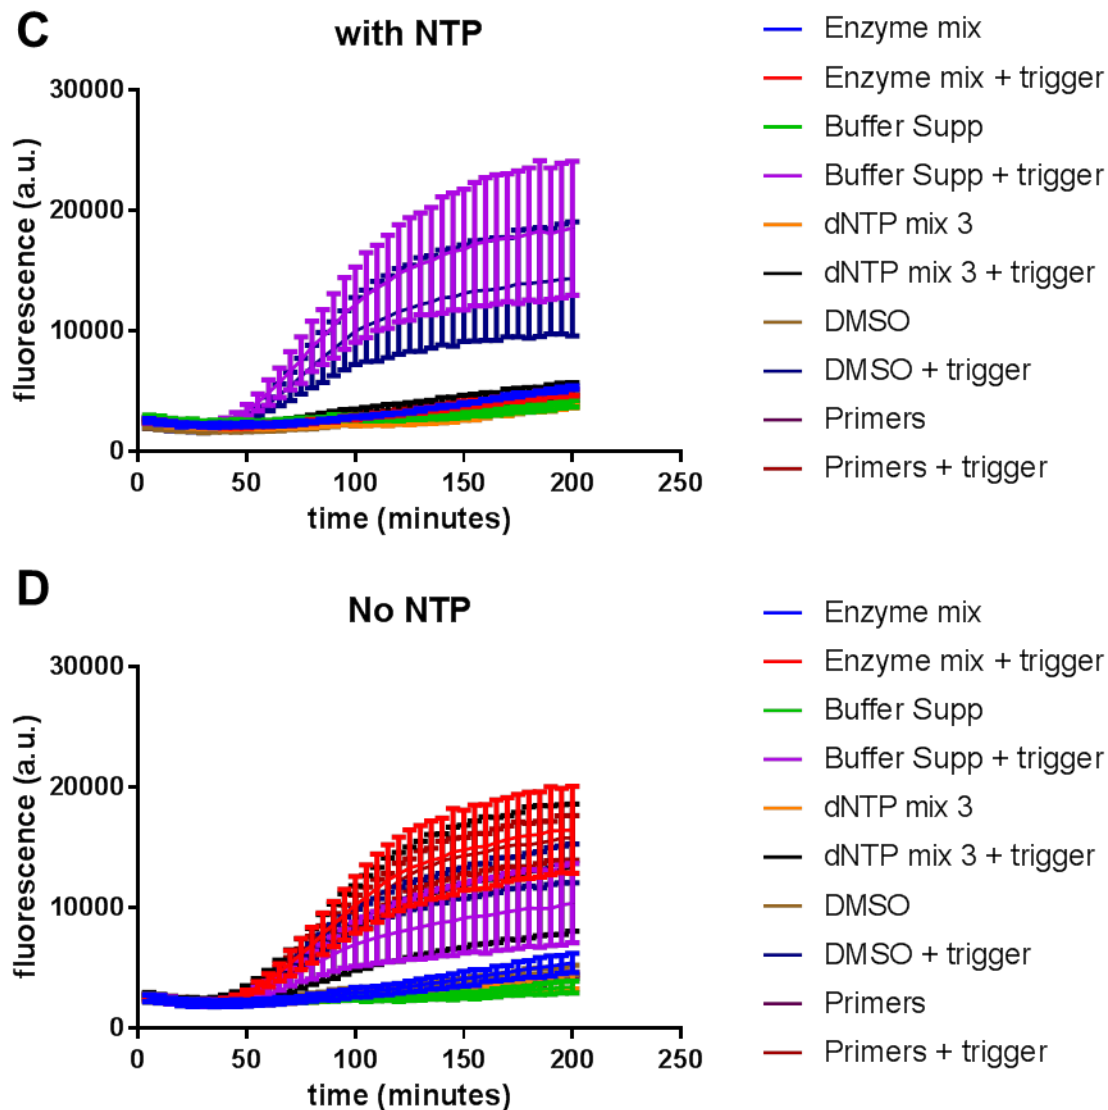 C
with NTP
fluorescence (a.u.)
30000
20000
10000
0
0 50 100 150 200 250
time (minutes)
Enzyme mix
Enzyme mix + trigger
Buffer Supp
Buffer Supp + trigger
dNTP mix 3
dNTP mix 3 + trigger
DMSO
DMSO + trigger
Primers
Primers + trigger
D
No NTP
fluorescence (a.u.)
30000
20000
10000
0
0 50 100 150 200 250
time (minutes)
Enzyme mix
Enzyme mix + trigger
Buffer Supp
Buffer Supp + trigger
dNTP mix 3
dNTP mix 3 + trigger
DMSO
DMSO + trigger
Primers
Primers + trigger